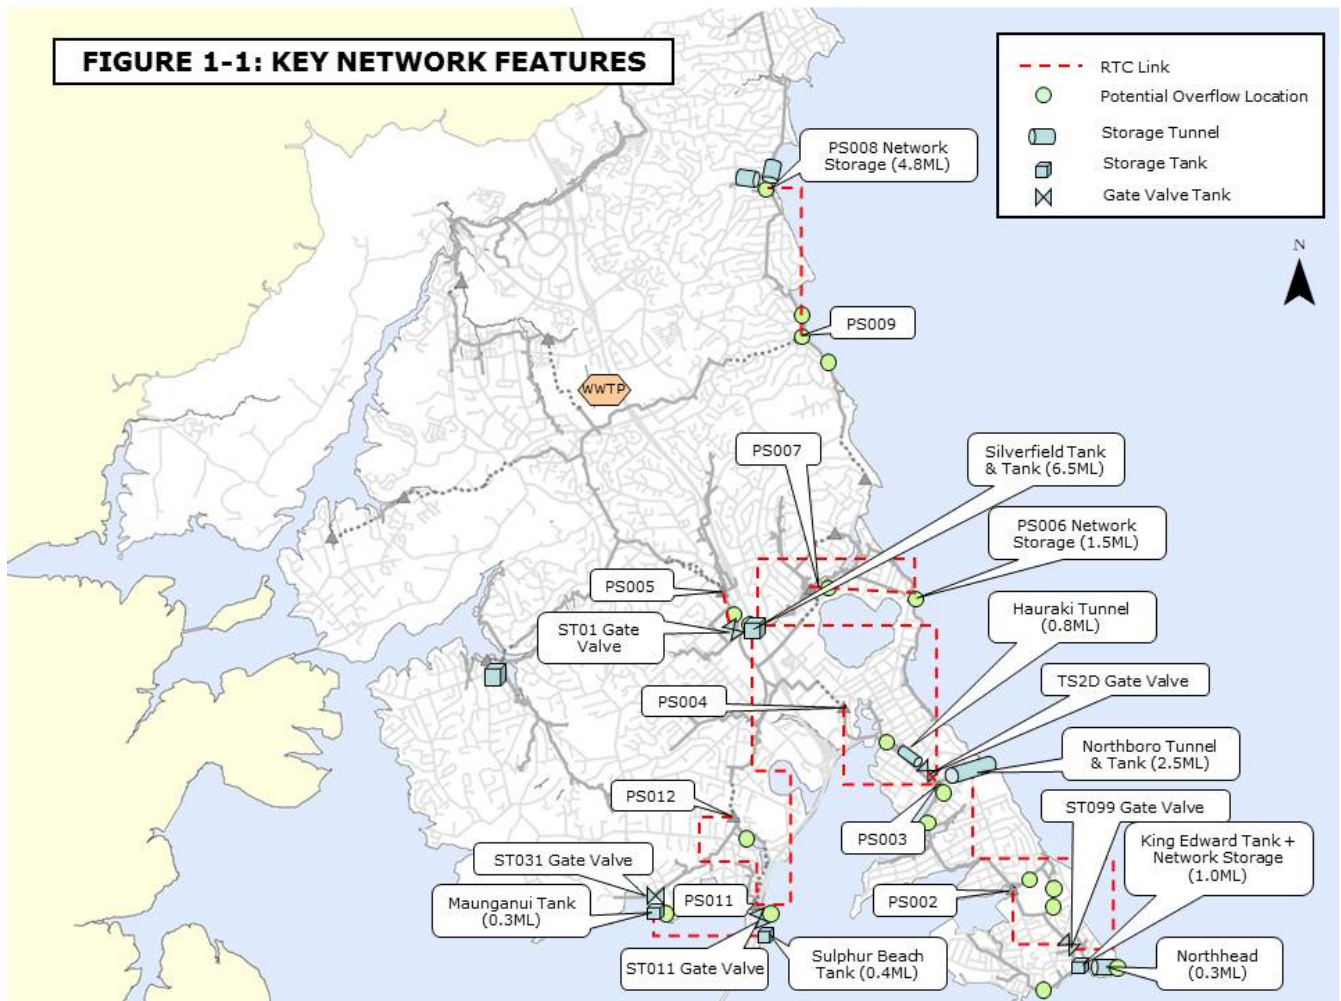 FIGURE 1-1: KEY NETWORK FEATURES
RTC Link
Potential Overflow Location
Storage Tunnel
Storage Tank
Gate Valve Tank
N
PS008 Network
Storage (4.8ML)
PS009
WWTP
PS007
Silverfield Tank
& Tank (6.5ML)
PS006 Network
Storage (1.5ML)
PS005
Hauraki Tunnel
(0.8ML)
ST01 Gate
Valve
TS2D Gate Valve
PS004
Northboro Tunnel
& Tank (2.5ML)
PS012
ST099 Gate Valve
PS003
King Edward Tank +
Network Storage
(1.0ML)
ST031 Gate Valve
Maunganui Tank
(0.3ML)
PS011
PS002
ST011 Gate Valve
Sulphur Beach
Tank (0.4ML)
Northhead
(0.3ML)